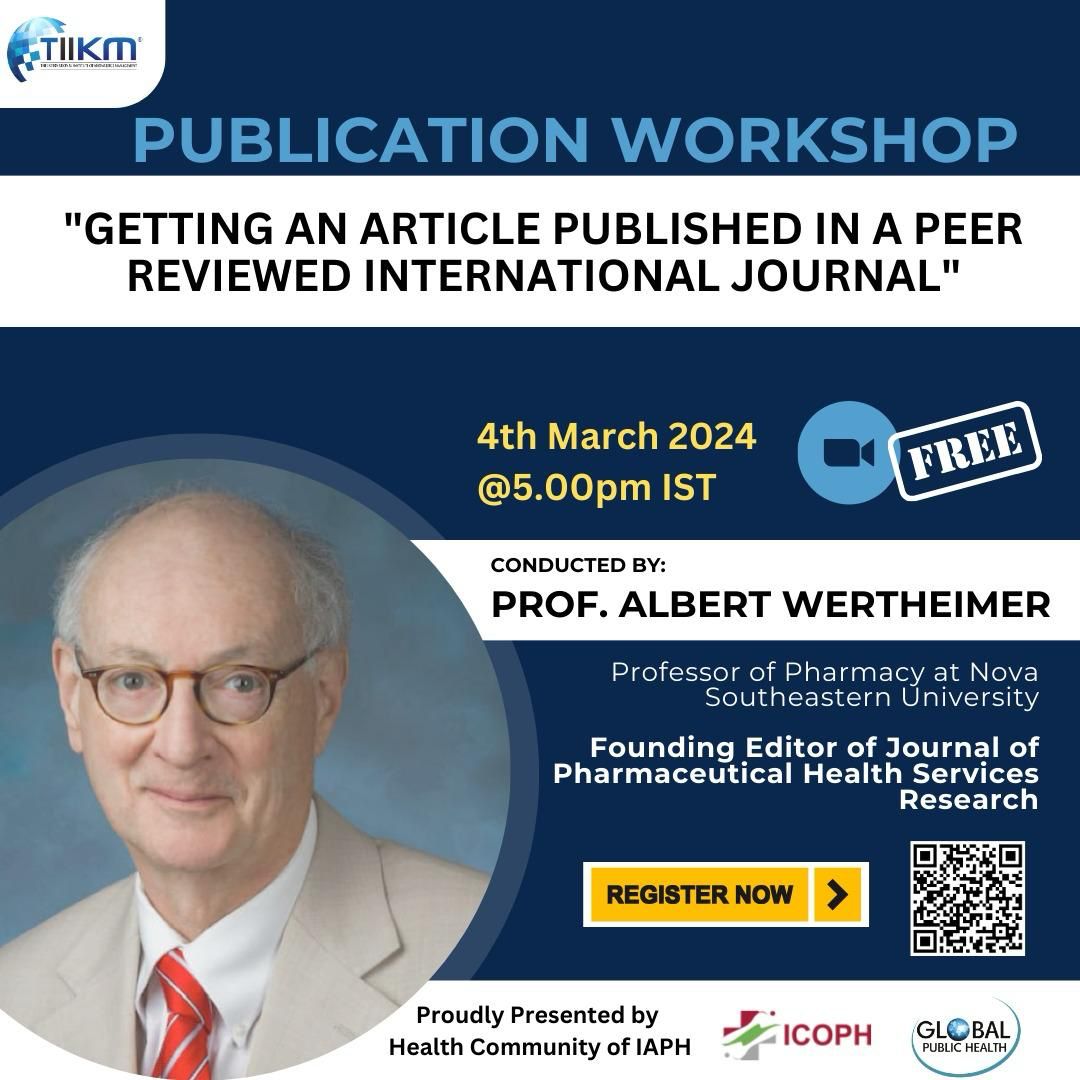 TIIKM
PUBLICATION WORKSHOP
"GETTING AN ARTICLE PUBLISHED IN A PEER
REVIEWED INTERNATIONAL JOURNAL"
4th March 2024
@5.00pm IST
FREE
CONDUCTED BY:
PROF. ALBERT WERTHEIMER
Professor of Pharmacy at Nova
Southeastern University
Founding Editor of Journal of
Pharmaceutical Health Services
Research
REGISTER NOW
Proudly Presented by
Health Community of IAPH
ICOPH
GLOBAL
PUBLIC HEALTH